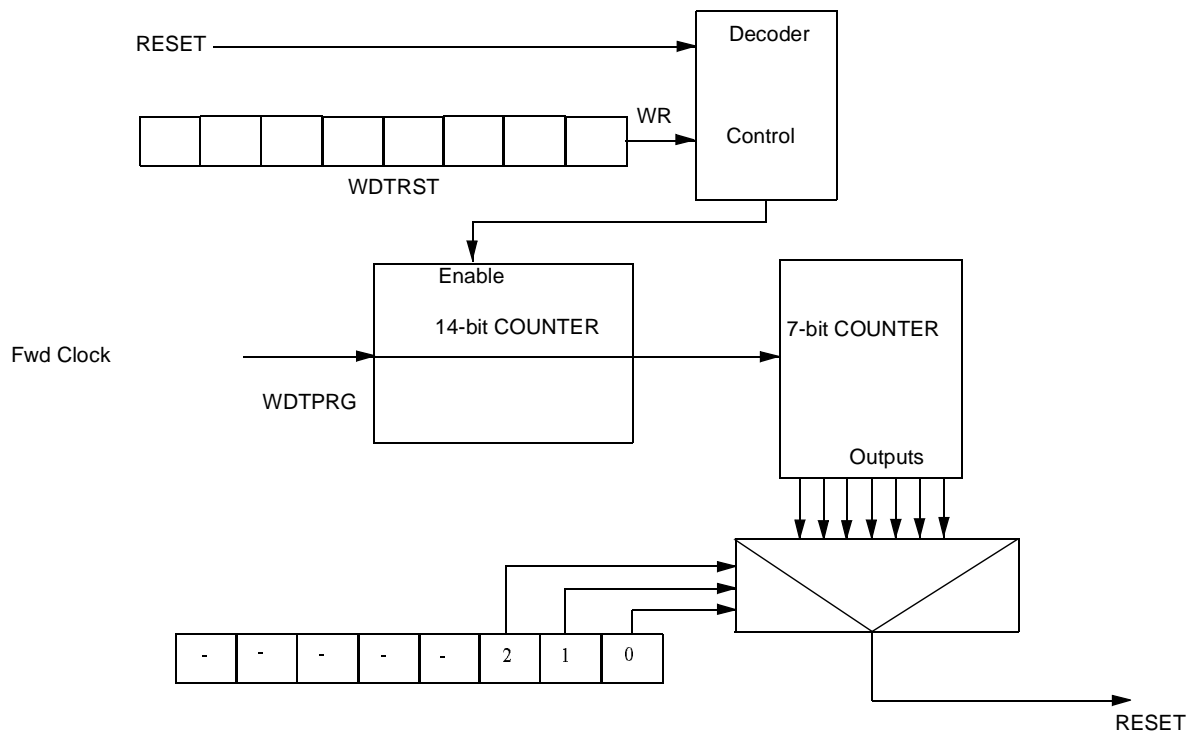 Decoder
RESET
WR
Control
WDTRST
Enable
14-bit COUNTER
7-bit COUNTER
Fwd Clock
WDTPRG
Outputs
- - - - - 2 1 0
RESET